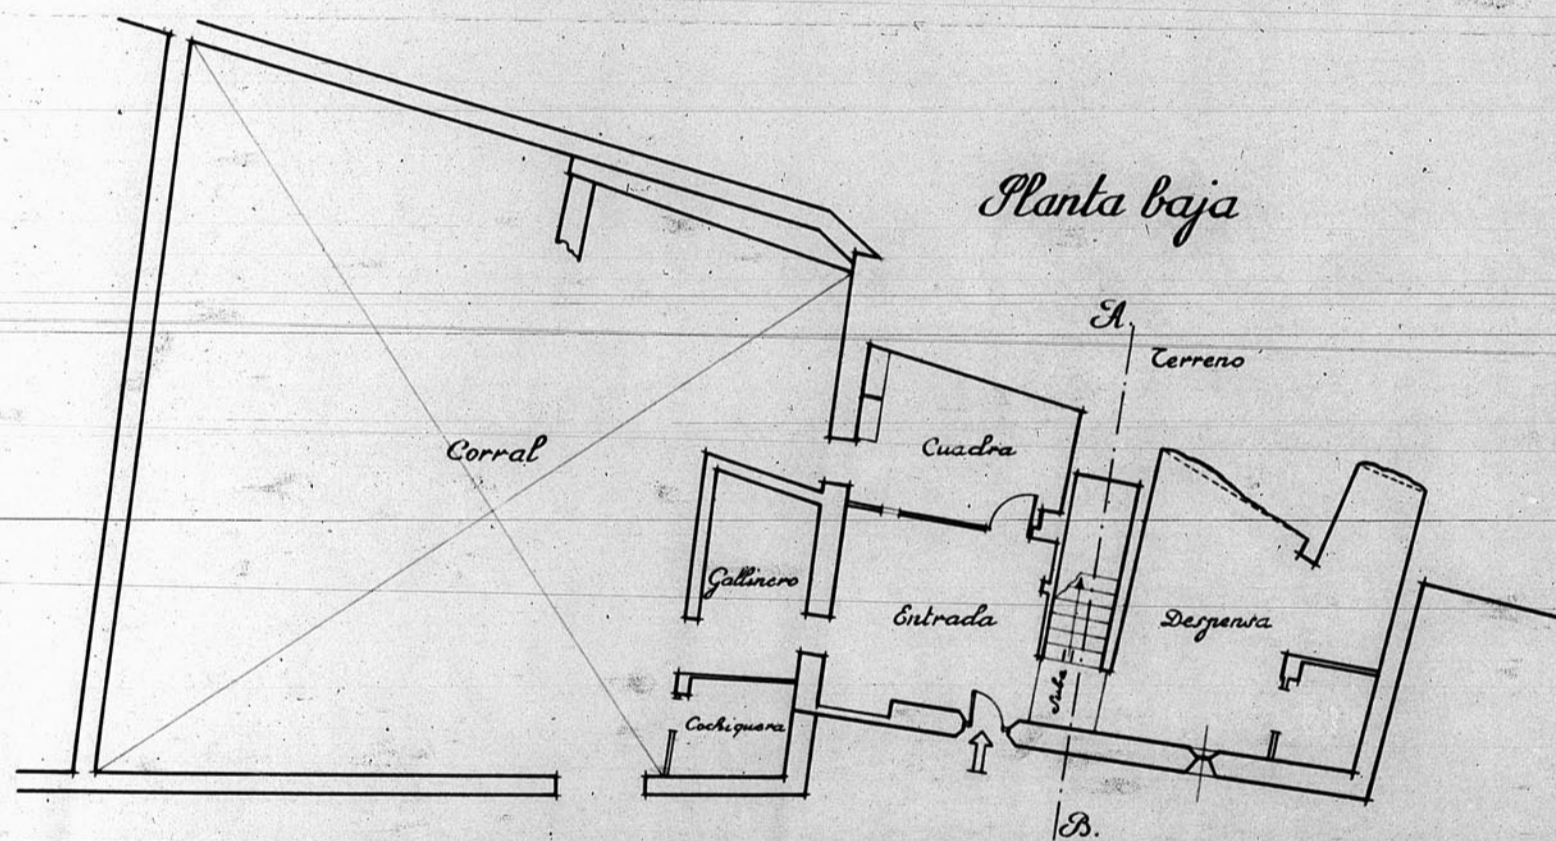 Planta baja
A.
Terreno
Corral
Cuadra
Gallinero
Entrada
Despensa
Sube
Cochiquera
B.